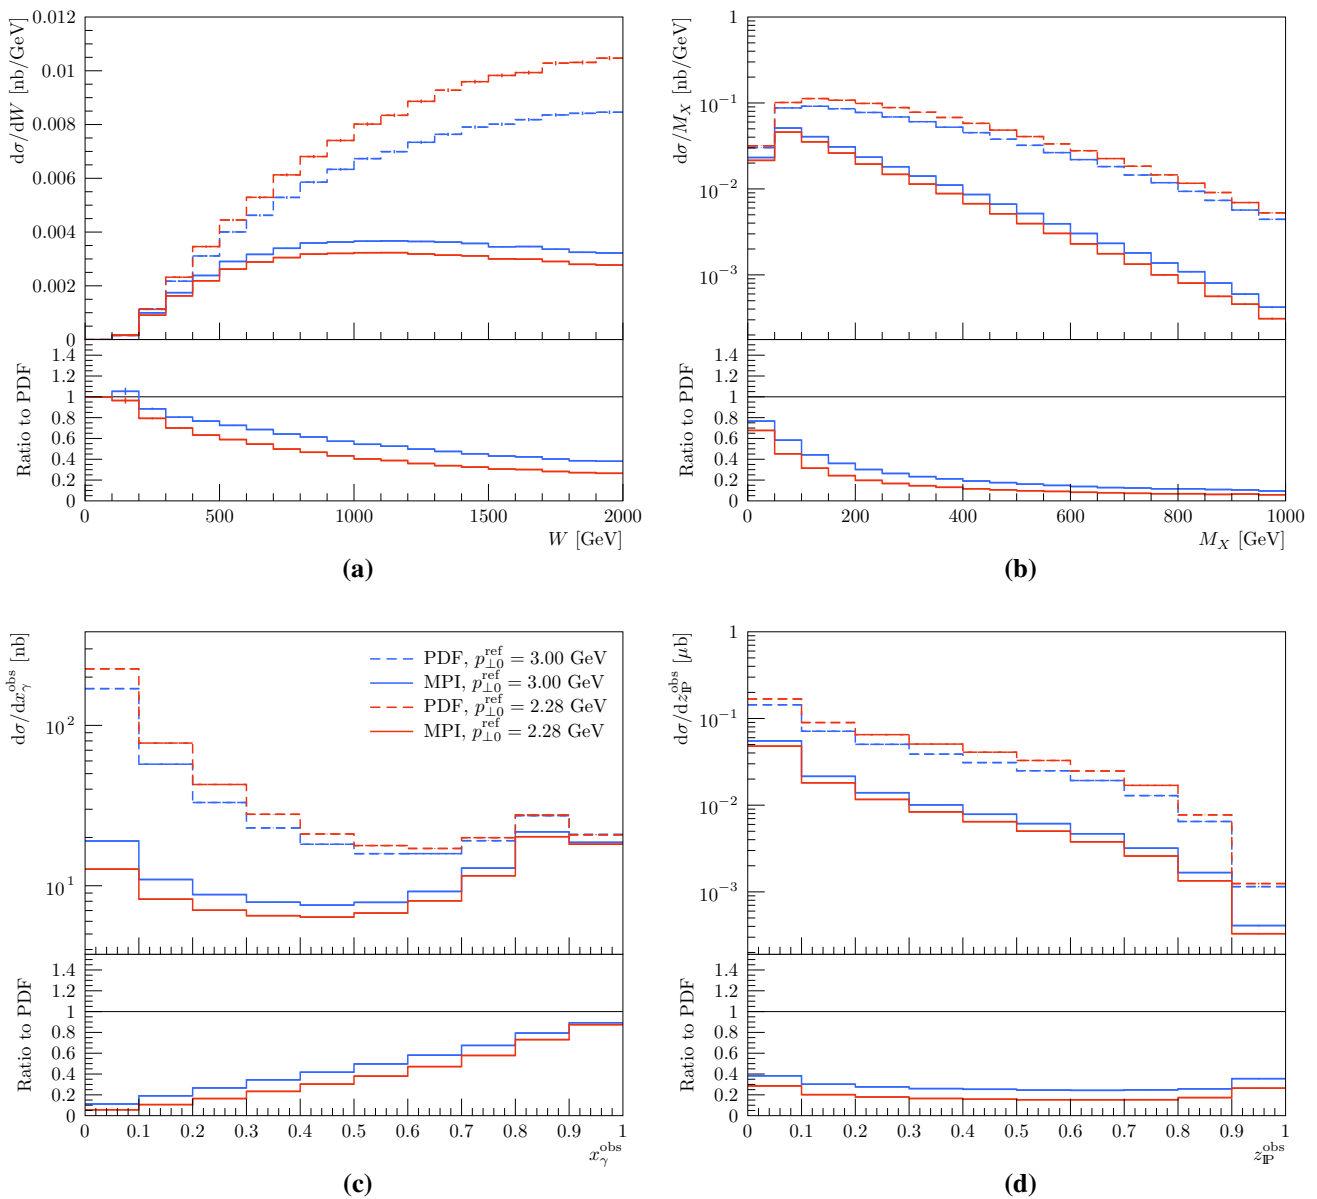 dσ/dW [nb/GeV]
0.012
0.01
0.008
0.006
0.004
0.002
0
Ratio to PDF
1.4
1.2
1
0.8
0.6
0.4
0.2
0
0 500 1000 1500 2000
W [GeV]
(a)
dσ/M_X [nb/GeV]
1
10^−1
10^−2
10^−3
Ratio to PDF
1.4
1.2
1
0.8
0.6
0.4
0.2
0
0 200 400 600 800 1000
M_X [GeV]
(b)
dσ/dx_γ^obs [nb]
10^2
10^1
PDF, p_⊥0^ref = 3.00 GeV
MPI, p_⊥0^ref = 3.00 GeV
PDF, p_⊥0^ref = 2.28 GeV
MPI, p_⊥0^ref = 2.28 GeV
Ratio to PDF
1.4
1.2
1
0.8
0.6
0.4
0.2
0
0 0.1 0.2 0.3 0.4 0.5 0.6 0.7 0.8 0.9 1
x_γ^obs
(c)
dσ/dz_ℙ^obs [μb]
1
10^−1
10^−2
10^−3
Ratio to PDF
1.4
1.2
1
0.8
0.6
0.4
0.2
0
0 0.1 0.2 0.3 0.4 0.5 0.6 0.7 0.8 0.9 1
z_ℙ^obs
(d)